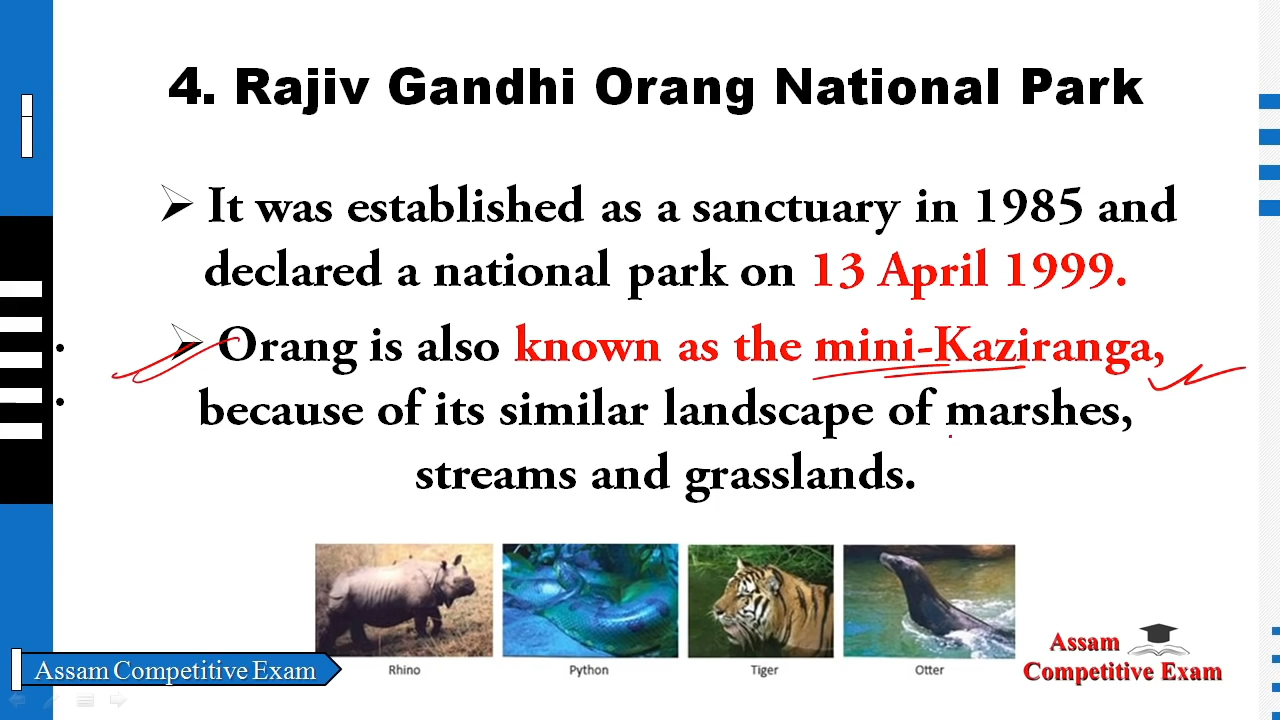 4. Rajiv Gandhi Orang National Park
It was established as a sanctuary in 1985 and
declared a national park on 13 April 1999.
Orang is also known as the mini-Kaziranga,
because of its similar landscape of marshes,
streams and grasslands.
Rhino
Python
Tiger
Otter
Assam Competitive Exam
Assam
Competitive Exam